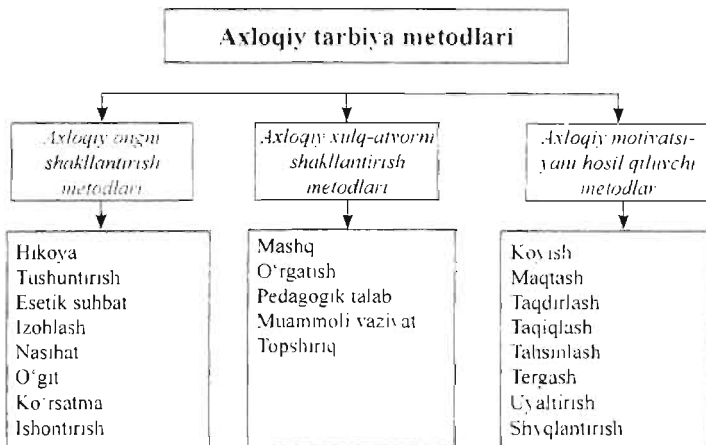 Axloqiy tarbiya metodlari
Axloqiy ongni
shakllantirish
metodlari
Axloqiy xulq-atvorni
shakllantirish
metodlari
Axloqiy motivatsi-
yani hosil qiluvchi
metodlar
Hikoya
Tushuntirish
Esetik suhbat
Izohlash
Nasihat
O‘git
Ko‘rsatma
Ishontirish
Mashq
O‘rgatish
Pedagogik talab
Muammoli vaziyat
Topshiriq
Koyish
Maqtash
Taqdirlash
Taqiqlash
Tahsinlash
Tergash
Uyaltirish
Shyqlantirish